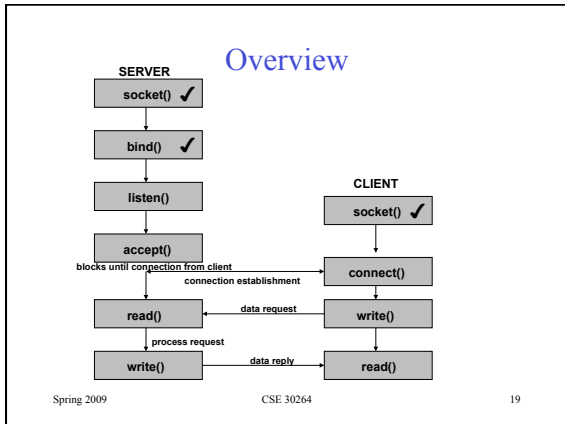 Overview
SERVER
socket() ✓
bind() ✓
listen()
CLIENT
socket() ✓
accept()
blocks until connection from client
connect()
connection establishment
read()
data request
write()
process request
write()
data reply
read()
Spring 2009
CSE 30264
19